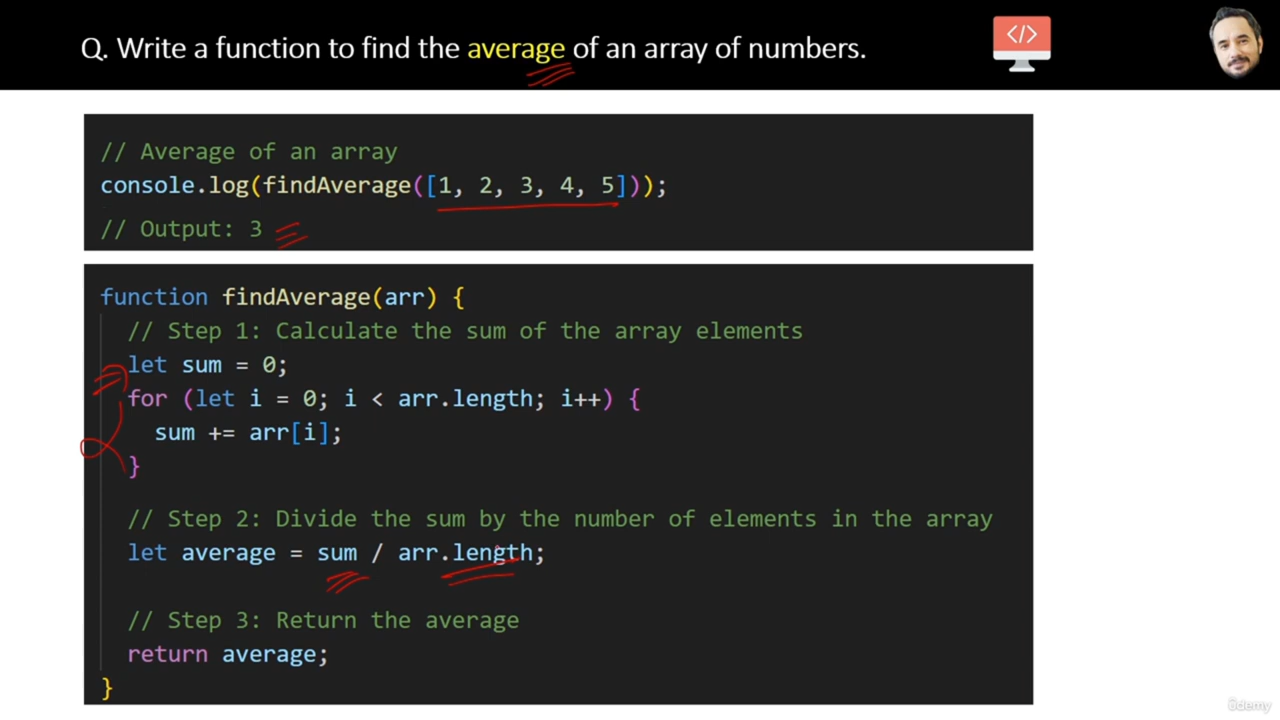 Q. Write a function to find the average of an array of numbers.
</>
// Average of an array
console.log(findAverage([1, 2, 3, 4, 5]));
// Output: 3
function findAverage(arr) {
// Step 1: Calculate the sum of the array elements
let sum = 0;
for (let i = 0; i < arr.length; i++) {
sum += arr[i];
}
// Step 2: Divide the sum by the number of elements in the array
let average = sum / arr.length;
// Step 3: Return the average
return average;
}
ûdemy